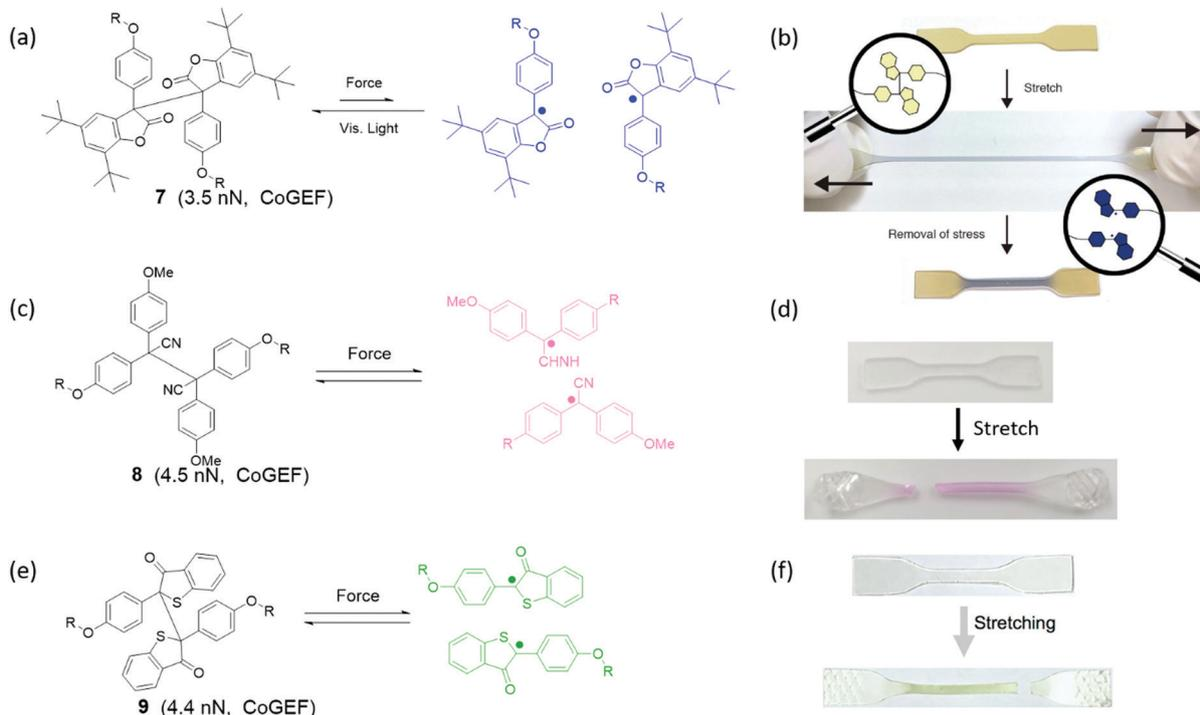 (a)
R
O
O
O
O
O
O
R
7 (3.5 nN, CoGEF)
Force
Vis. Light
R
O
O
O
O
O
O
R
(b)
Stretch
Removal of stress
(c)
OMe
CN
O
R
R
O
NC
OMe
8 (4.5 nN, CoGEF)
Force
MeO
R
CHNH
CN
R
OMe
(d)
Stretch
(e)
O
S
R
O
O
R
S
O
9 (4.4 nN, CoGEF)
Force
R
O
O
S
S
O
O
R
(f)
Stretching